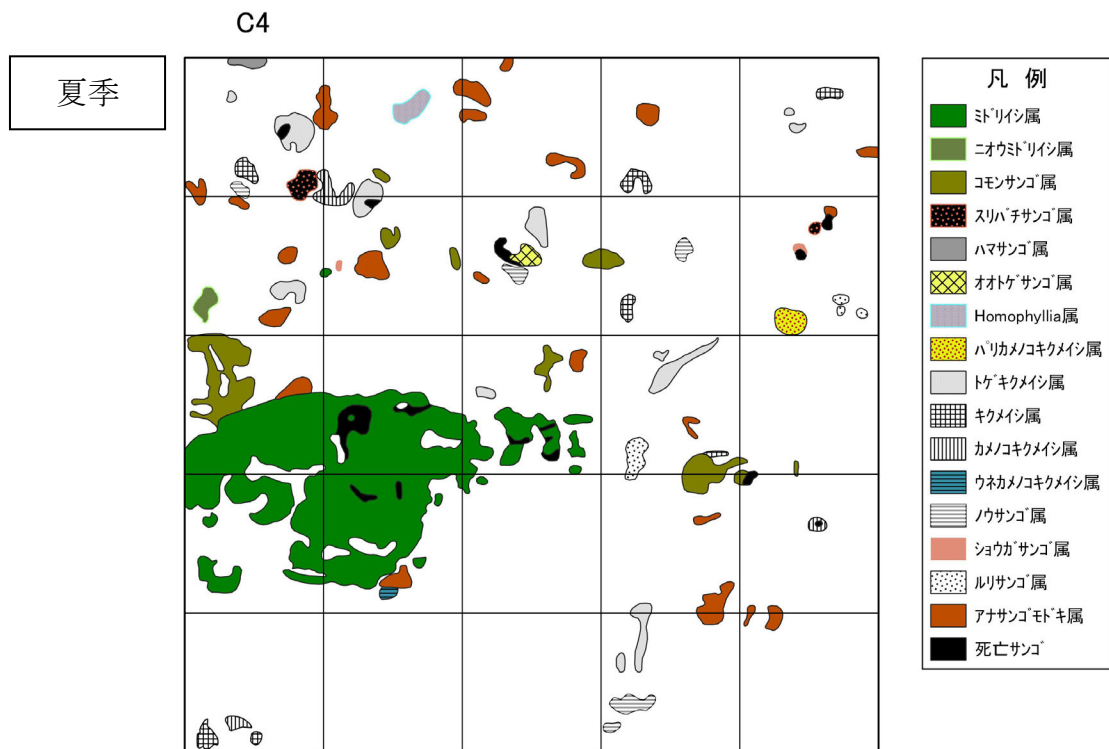 C4
夏季
凡 例
ミドリイシ属
ニオウミドリイシ属
コモンサンゴ属
スリバチサンゴ属
ハマサンゴ属
オオトゲサンゴ属
Homophyllia属
パリカメノコキクメイシ属
トゲキクメイシ属
キクメイシ属
カメノコキクメイシ属
ウネカメノコキクメイシ属
ノウサンゴ属
ショウガサンゴ属
ルリサンゴ属
アナサンゴモドキ属
死亡サンゴ